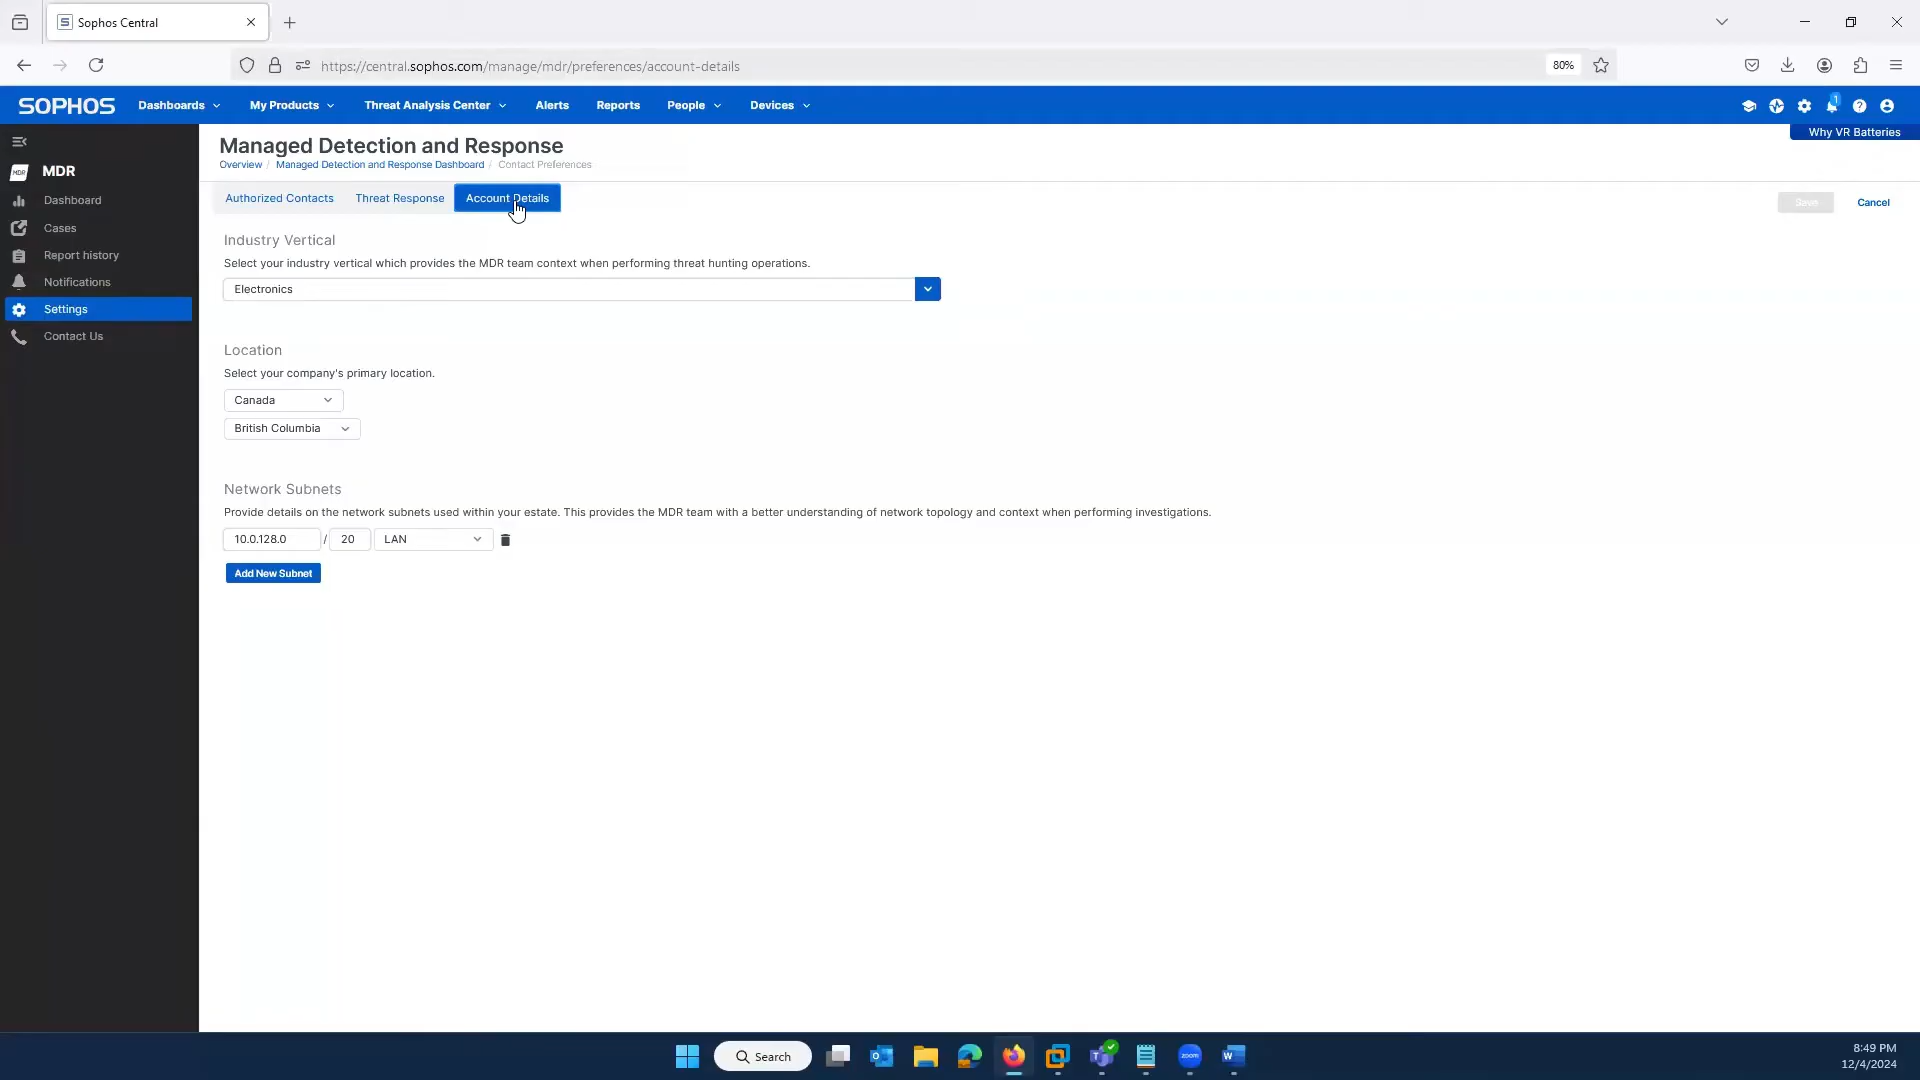 Sophos Central
https://central.sophos.com/manage/mdr/preferences/account-details
80%
SOPHOS
Dashboards
My Products
Threat Analysis Center
Alerts
Reports
People
Devices
1
Why VR Batteries
MDR
MDR
Dashboard
Cases
Report history
Notifications
Settings
Contact Us
Managed Detection and Response
Overview / Managed Detection and Response Dashboard / Contact Preferences
Authorized Contacts
Threat Response
Account Details
Save
Cancel
Industry Vertical
Select your industry vertical which provides the MDR team context when performing threat hunting operations.
Electronics
Location
Select your company's primary location.
Canada
British Columbia
Network Subnets
Provide details on the network subnets used within your estate. This provides the MDR team with a better understanding of network topology and context when performing investigations.
10.0.128.0 / 20 LAN
Add New Subnet
Search
zoom
8:49 PM
12/4/2024